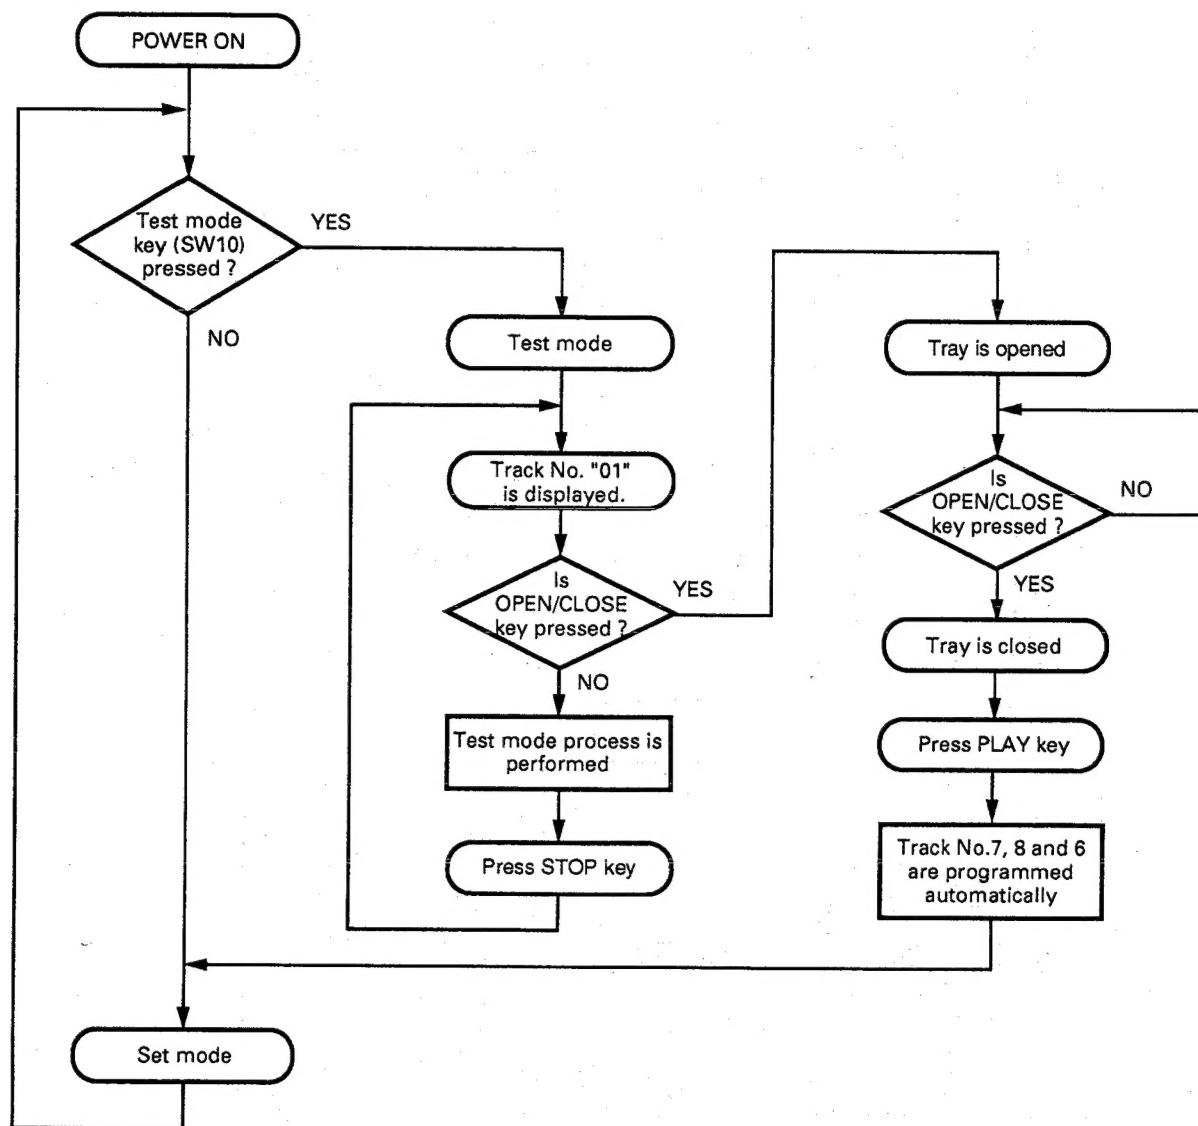 POWER ON
Test mode
key (SW10)
pressed ?
YES
NO
Test mode
Track No. "01"
is displayed.
Is
OPEN/CLOSE
key pressed ?
YES
NO
Test mode process is
performed
Press STOP key
Tray is opened
Is
OPEN/CLOSE
key pressed ?
NO
YES
Tray is closed
Press PLAY key
Track No.7, 8 and 6
are programmed
automatically
Set mode